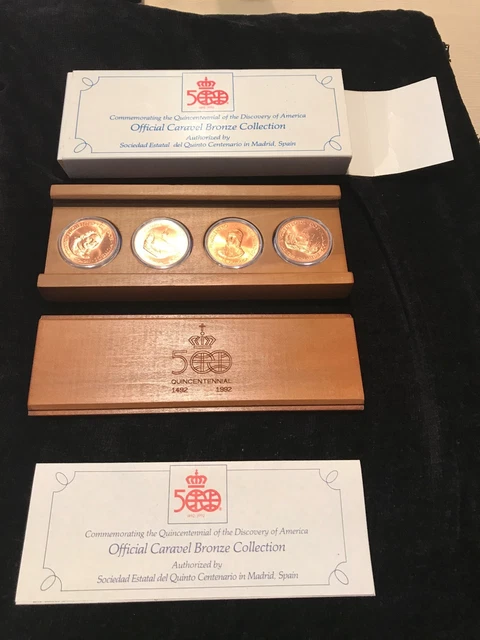 500
Commemorating the Quincentennial of the Discovery of America
Official Caravel Bronze Collection
Authorized by
Sociedad Estatal del Quinto Centenario in Madrid, Spain
500
QUINCENTENNIAL
1492 1992
500
Commemorating the Quincentennial of the Discovery of America
Official Caravel Bronze Collection
Authorized by
Sociedad Estatal del Quinto Centenario in Madrid, Spain